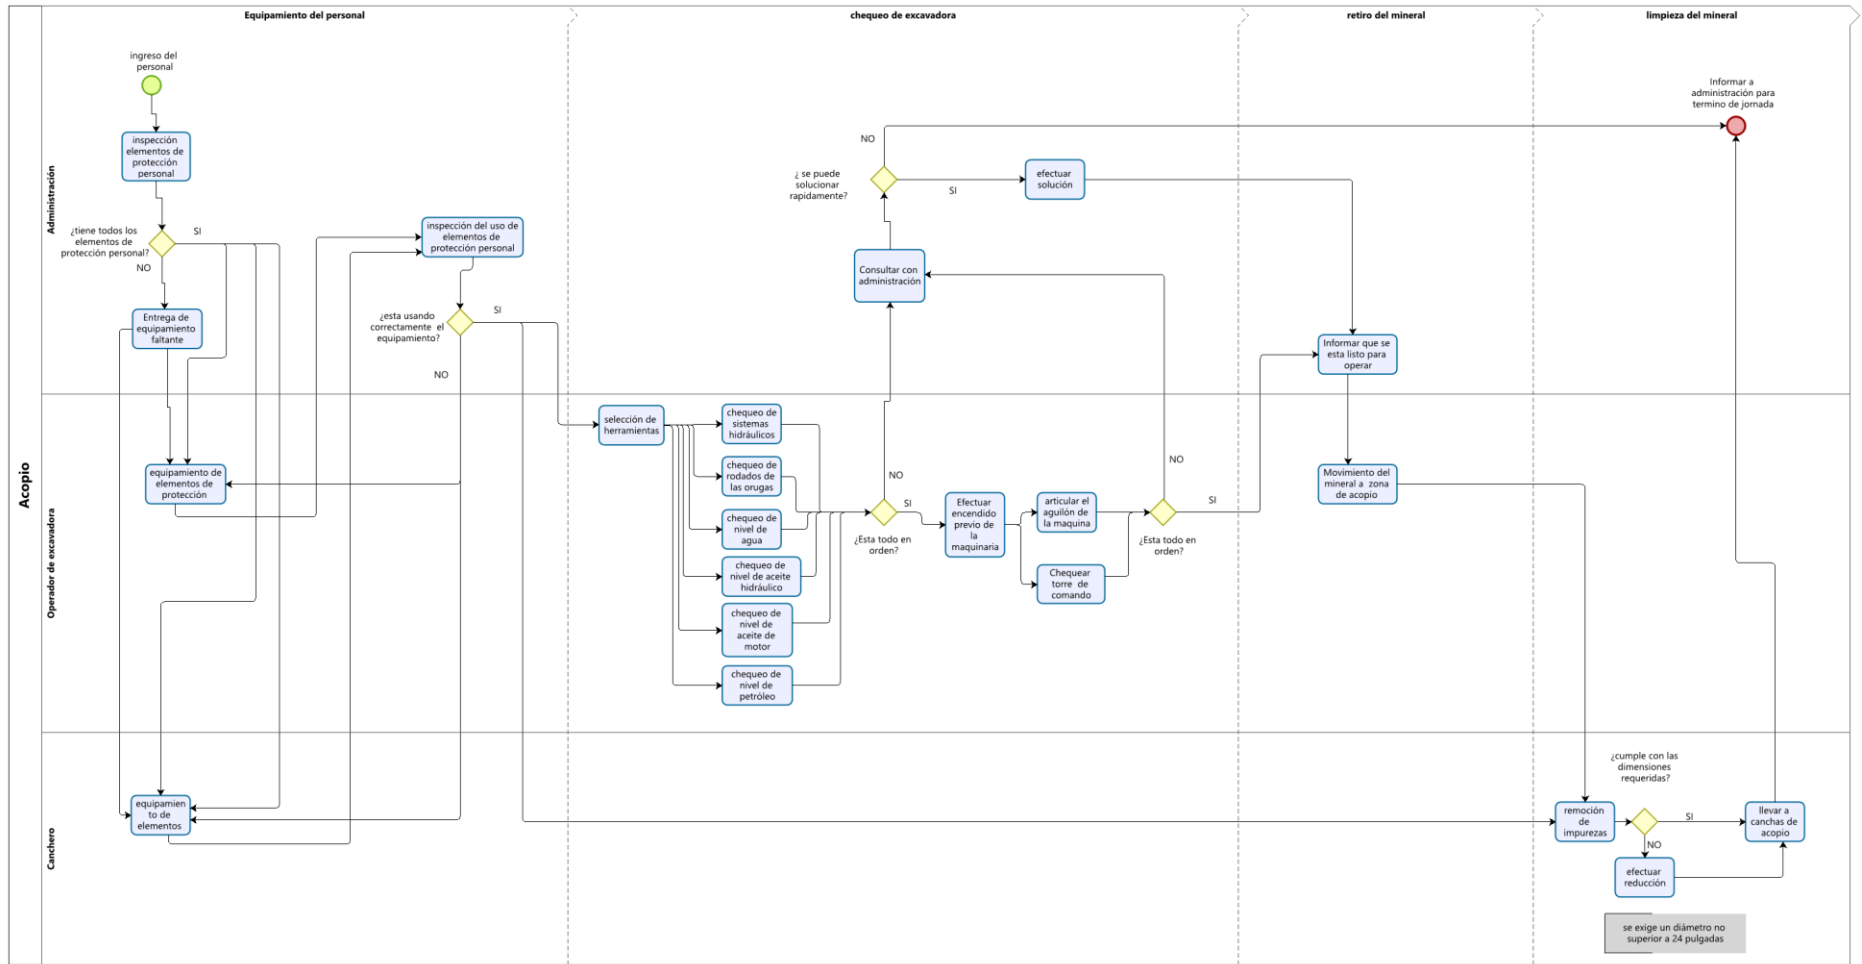 Equipamiento del personal
chequeo de excavadora
retiro del mineral
limpieza del mineral
Acopio
Administración
ingreso del
personal
inspección
elementos de
protección
personal
¿tiene todos los
elementos de
protección personal?
SI
NO
Entrega de
equipamiento
faltante
inspección del uso de
elementos de
protección personal
¿esta usando
correctamente el
equipamiento?
SI
NO
¿ se puede
solucionar
rapidamente?
NO
SI
efectuar
solución
Consultar con
administración
Informar que se
esta listo para
operar
Informar a
administración para
termino de jornada
Operador de excavadora
equipamiento de
elementos de
protección
selección de
herramientas
chequeo de
sistemas
hidráulicos
chequeo de
rodados de
las orugas
chequeo de
nivel de
agua
chequeo de
nivel de aceite
hidráulico
chequeo de
nivel de
aceite de
motor
chequeo de
nivel de
petróleo
NO
SI
¿Esta todo en
orden?
Efectuar
encendido
previo de
la
maquinaria
articular el
aguilón de
la maquina
Chequear
torre de
comando
NO
SI
¿Esta todo en
orden?
Movimiento del
mineral a zona
de acopio
Canchero
equipamien
to de
elementos
remoción
de
impurezas
¿cumple con las
dimensiones
requeridas?
SI
NO
efectuar
reducción
llevar a
canchas de
acopio
se exige un diámetro no
superior a 24 pulgadas